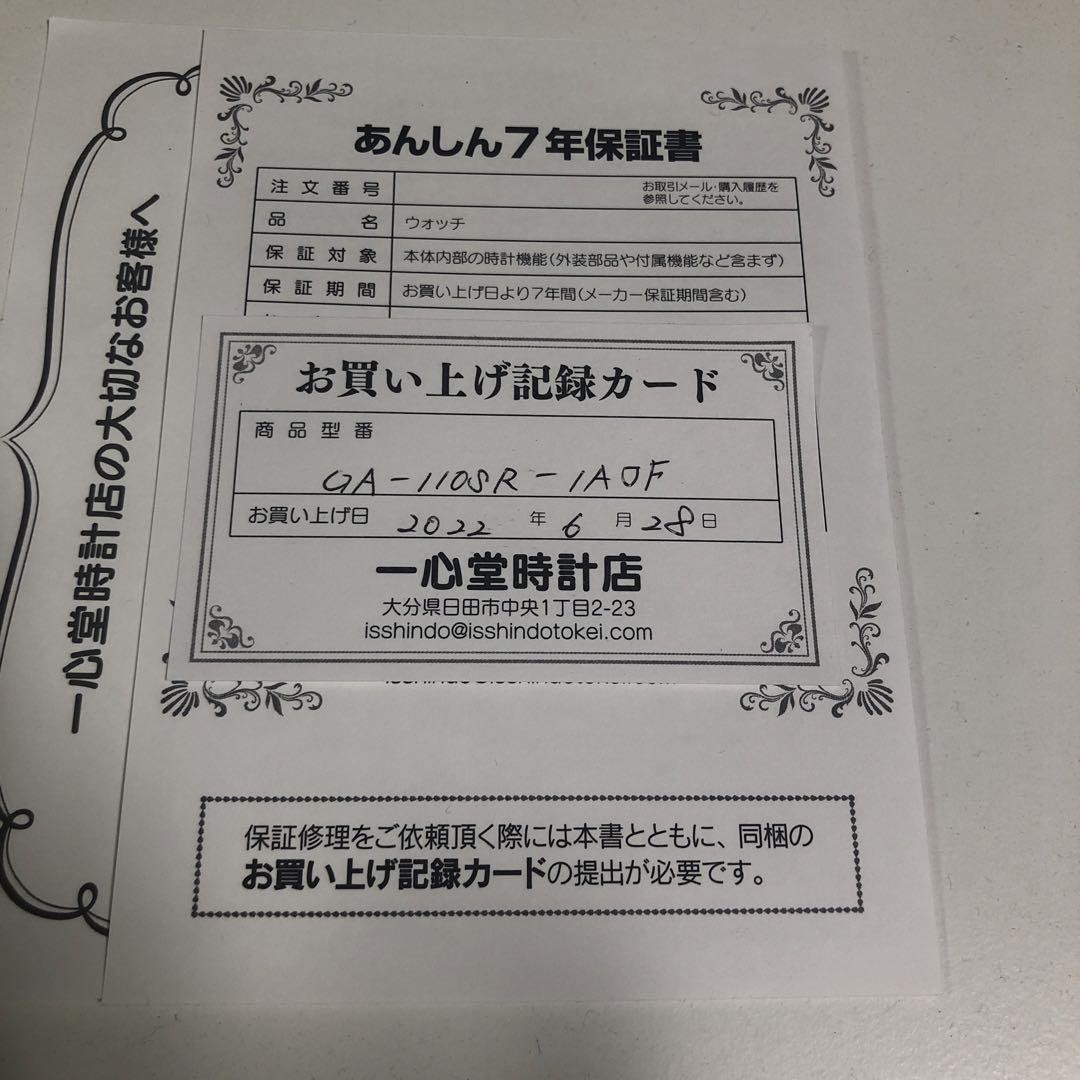 一心堂時計店の大切なお客様へ
あんしん7年保証書
注文番号 お取引メール・購入履歴を
参照してください。
品名 ウォッチ
保証対象 本体内部の時計機能(外装部品や付属機能など含まず)
保証期間 お買い上げ日より7年間(メーカー保証期間含む)
お買い上げ記録カード
商品型番
GA-110SR-1A0F
お買い上げ日 2022年6月28日
一心堂時計店
大分県日田市中央1丁目2-23
isshindo@isshindotokei.com
保証修理をご依頼頂く際には本書とともに、同梱の
お買い上げ記録カードの提出が必要です。